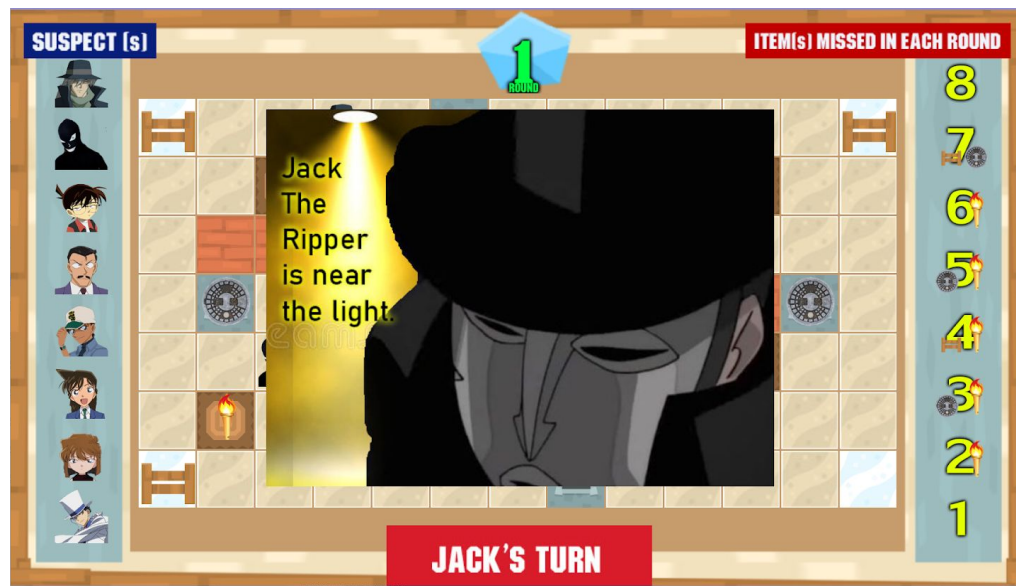 SUSPECT (s)
1
ROUND
ITEM(s) MISSED IN EACH ROUND
Jack
The
Ripper
is near
the light.
8
7
6
5
4
3
2
1
JACK'S TURN